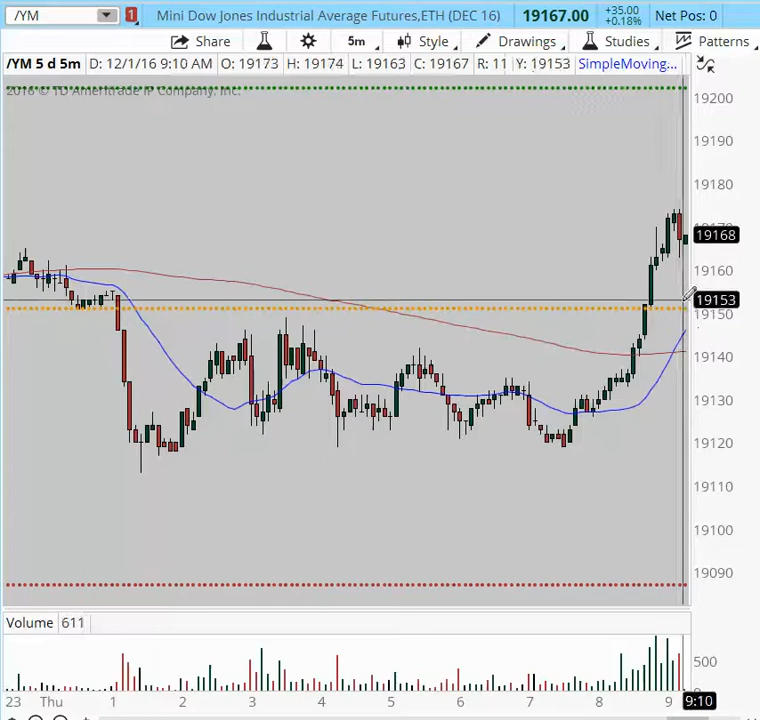 /YM 1 Mini Dow Jones Industrial Average Futures,ETH (DEC 16) 19167.00 +35.00 +0.18% Net Pos: 0
Share 5m Style Drawings Studies Patterns
/YM 5 d 5m D: 12/1/16 9:10 AM O: 19173 H: 19174 L: 19163 C: 19167 R: 11 Y: 19153 SimpleMoving...
2016 © TD Ameritrade IP Company, Inc.
19200
19190
19180
19168
19160
19153
19150
19140
19130
19120
19110
19100
19090
Volume 611
500
23 Thu 1 2 3 4 5 6 7 8 9 9:10